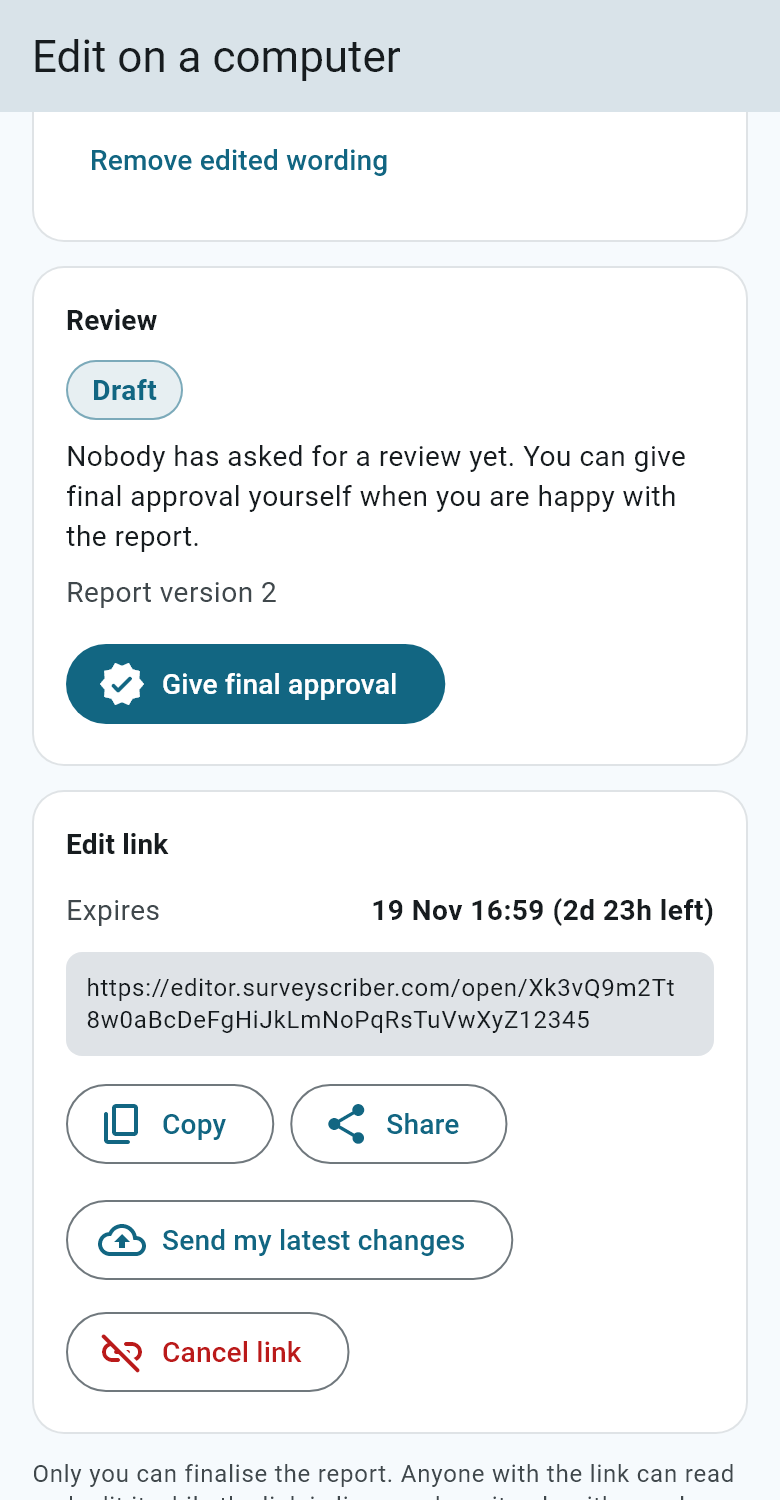 Edit on a computer
Remove edited wording
Review
Draft
Nobody has asked for a review yet. You can give
final approval yourself when you are happy with
the report.
Report version 2
Give final approval
Edit link
Expires 19 Nov 16:59 (2d 23h left)
https://editor.surveyscriber.com/open/Xk3vQ9m2Tt
8w0aBcDeFgHiJkLmNoPqRsTuVwXyZ12345
Copy Share
Send my latest changes
Cancel link
Only you can finalise the report. Anyone with the link can read